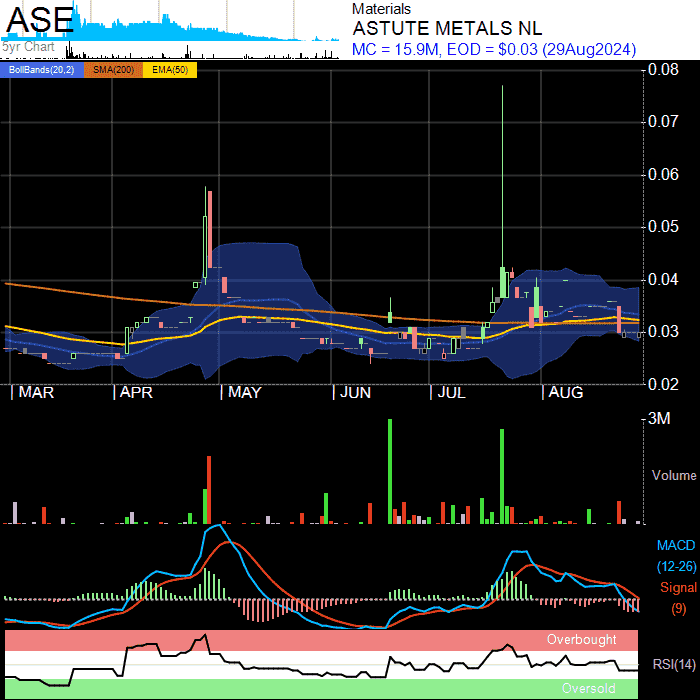 ASE
5yr Chart
Materials
ASTUTE METALS NL
MC = 15.9M, EOD = $0.03 (29Aug2024)
BollBands(20,2) SMA(200) EMA(50)
0.08
0.07
0.06
0.05
0.04
0.03
0.02
MAR APR MAY JUN JUL AUG
3M
Volume
MACD
(12-26)
Signal
(9)
Overbought
RSI(14)
Oversold